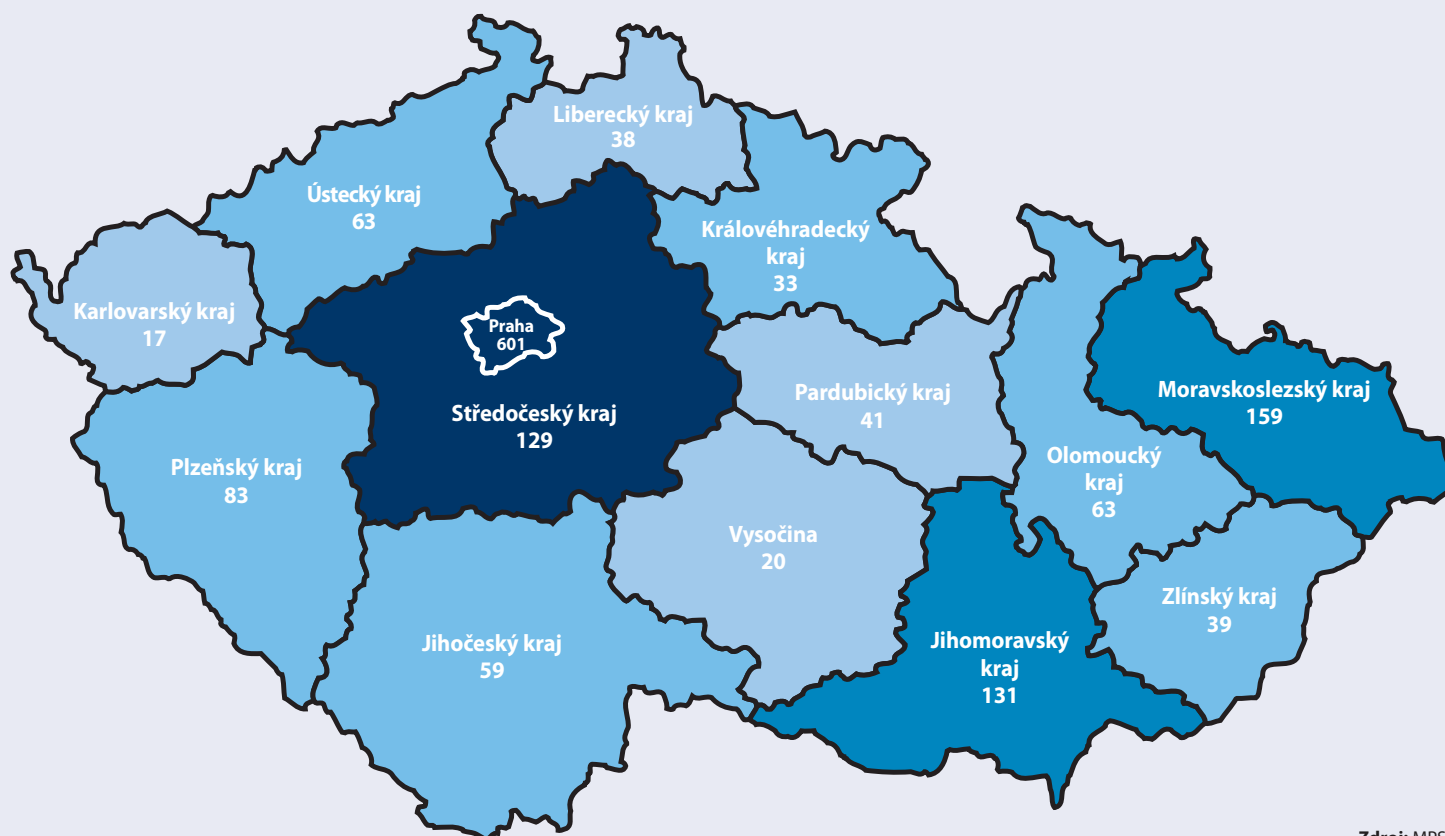 Liberecký kraj
38
Ústecký kraj
63
Královéhradecký
kraj
33
Karlovarský kraj
17
Praha
601
Středočeský kraj
129
Pardubický kraj
41
Moravskoslezský kraj
159
Plzeňský kraj
83
Olomoucký
kraj
63
Vysočina
20
Zlínský kraj
39
Jihočeský kraj
59
Jihomoravský
kraj
131
Zdroj: